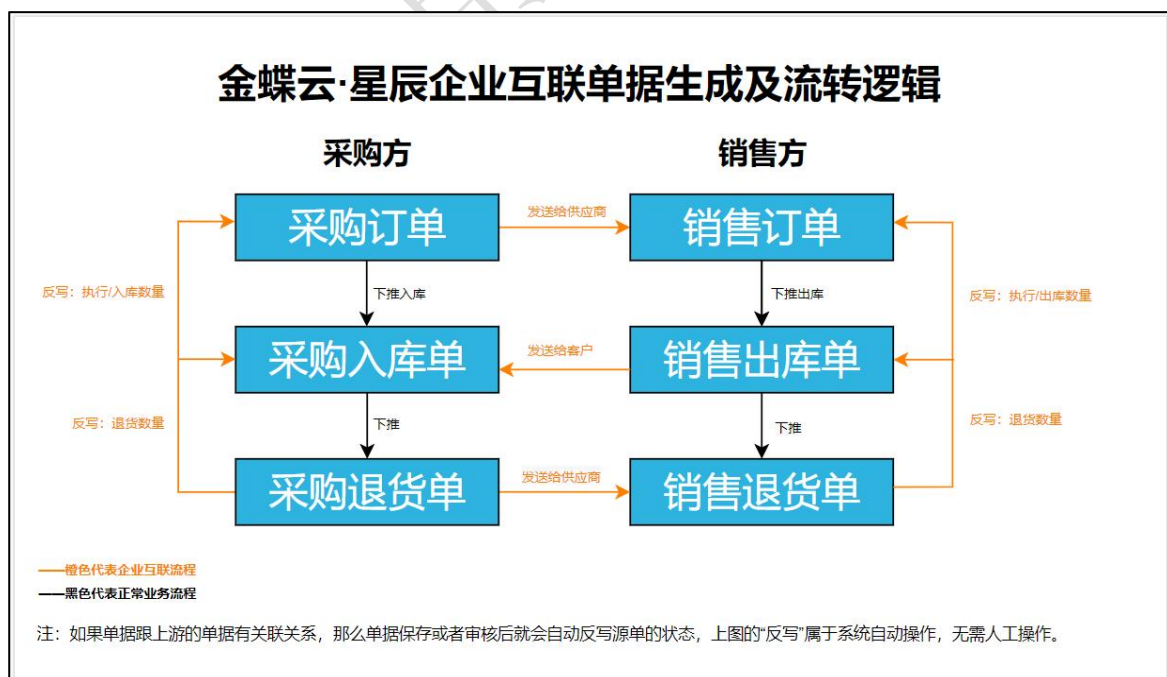 金蝶云·星辰企业互联单据生成及流转逻辑
采购方
销售方
采购订单
发送给供应商
销售订单
反写：执行/入库数量
下推入库
下推出库
反写：执行/出库数量
采购入库单
发送给客户
销售出库单
反写：退货数量
下推
下推
反写：退货数量
采购退货单
发送给供应商
销售退货单
——橙色代表企业互联流程
——黑色代表正常业务流程
注：如果单据跟上游的单据有关联关系，那么单据保存或者审核后就会自动反写源单的状态，上图的“反写”属于系统自动操作，无需人工操作。